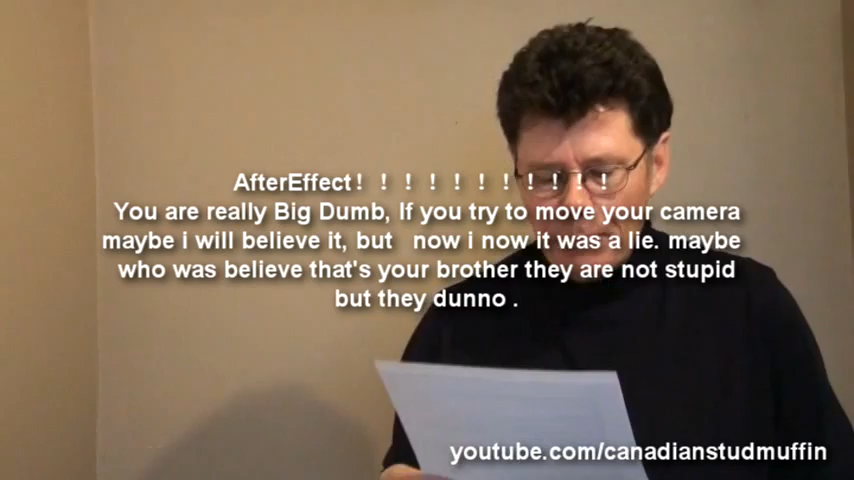 AfterEffect！！！！！！！！！！！
You are really Big Dumb, If you try to move your camera
maybe i will believe it, but   now i now it was a lie. maybe
who was believe that's your brother they are not stupid
but they dunno .
youtube.com/canadianstudmuffin